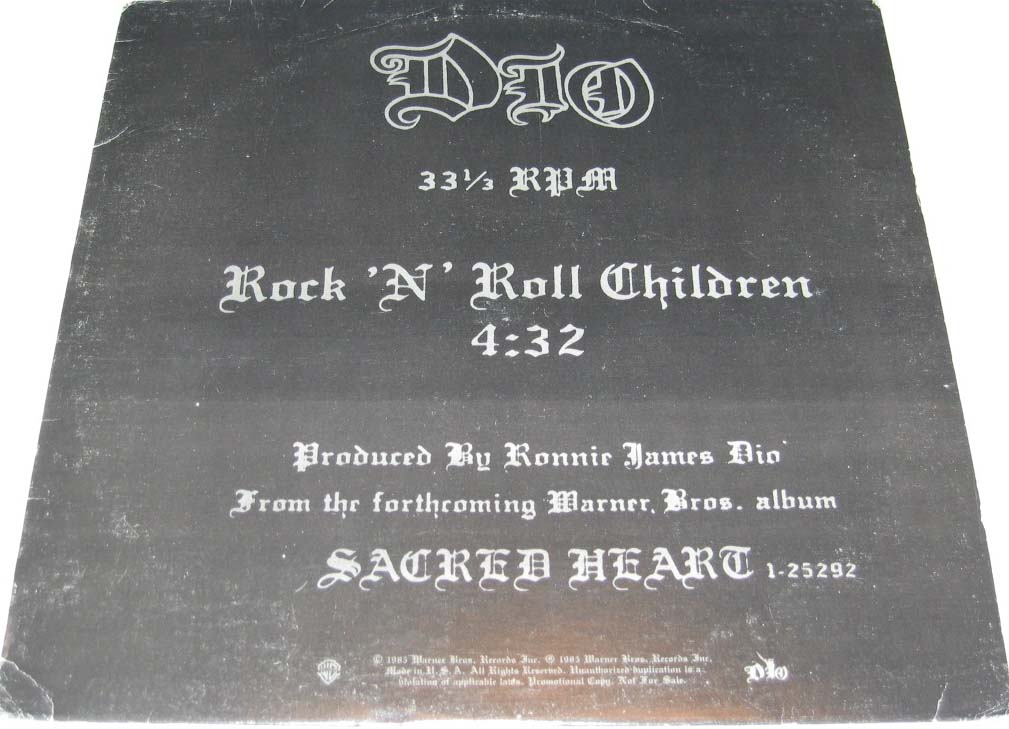 DIO
33 1/3 RPM
Rock 'N' Roll Children
4:32
Produced By Ronnie James Dio
From the forthcoming Warner Bros. album
SACRED HEART 1-25292
© 1985 Warner Bros. Records Inc. ℗ 1985 Warner Bros. Records Inc.
Made in U.S.A. All Rights Reserved. Unauthorized duplication is a
violation of applicable laws. Promotional Copy. Not For Sale.
DIO